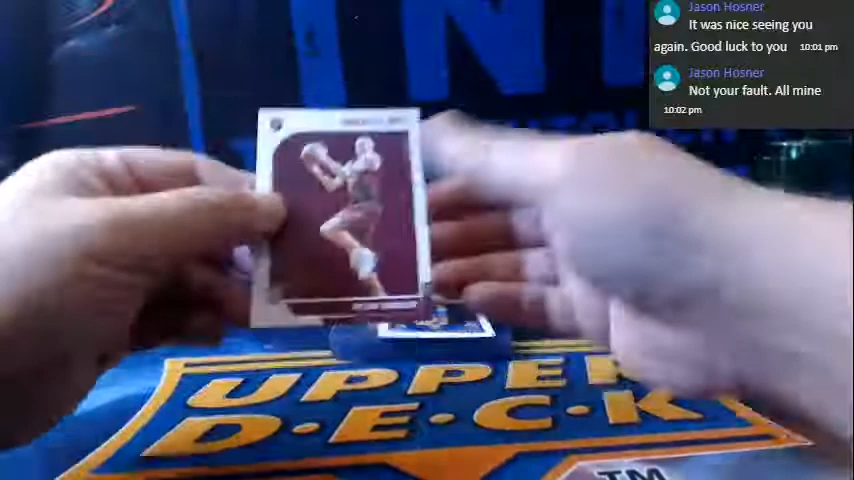 Jason Hosner
It was nice seeing you
again. Good luck to you 10:01 pm
Jason Hosner
Not your fault. All mine
10:02 pm
UPPER
D·E·C·K
TM